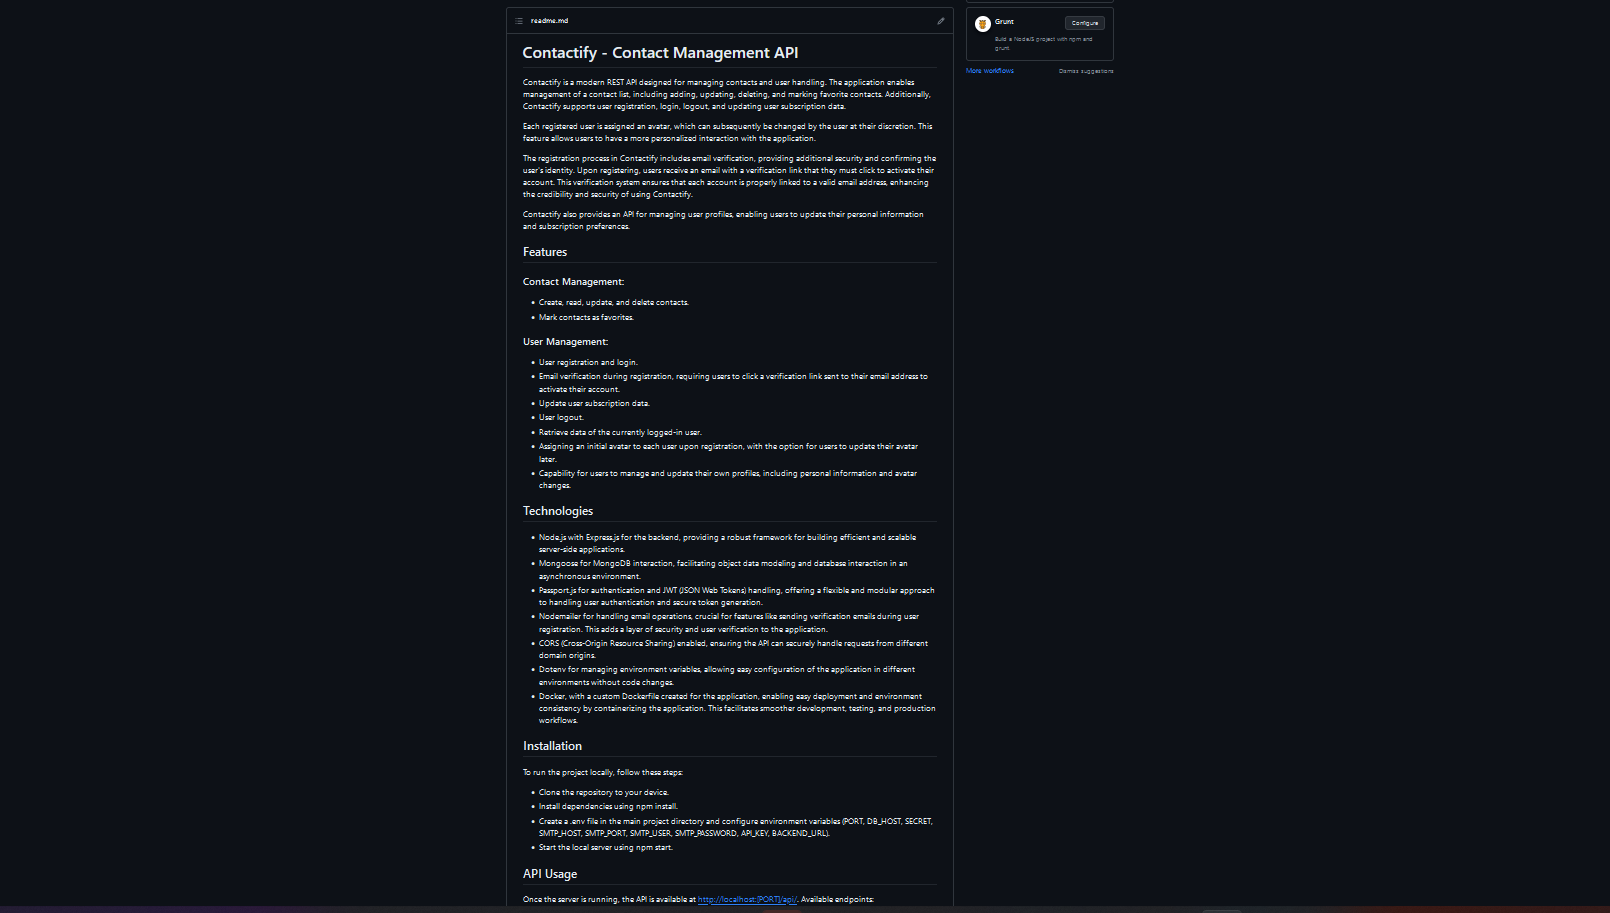 readme.md
Contactify - Contact Management API
Contactify is a modern REST API designed for managing contacts and user handling. The application enables
management of a contact list, including adding, updating, deleting, and marking favorite contacts. Additionally,
Contactify supports user registration, login, logout, and updating user subscription data.
Each registered user is assigned an avatar, which can subsequently be changed by the user at their discretion. This
feature allows users to have a more personalized interaction with the application.
The registration process in Contactify includes email verification, providing additional security and confirming the
user's identity. Upon registering, users receive an email with a verification link that they must click to activate their
account. This verification system ensures that each account is properly linked to a valid email address, enhancing
the credibility and security of using Contactify.
Contactify also provides an API for managing user profiles, enabling users to update their personal information
and subscription preferences.
Features
Contact Management:
• Create, read, update, and delete contacts.
• Mark contacts as favorites.
User Management:
• User registration and login.
• Email verification during registration, requiring users to click a verification link sent to their email address to
activate their account.
• Update user subscription data.
• User logout.
• Retrieve data of the currently logged-in user.
• Assigning an initial avatar to each user upon registration, with the option for users to update their avatar
later.
• Capability for users to manage and update their own profiles, including personal information and avatar
changes.
Technologies
• Node.js with Express.js for the backend, providing a robust framework for building efficient and scalable
server-side applications.
• Mongoose for MongoDB interaction, facilitating object data modeling and database interaction in an
asynchronous environment.
• Passport.js for authentication and JWT (JSON Web Tokens) handling, offering a flexible and modular approach
to handling user authentication and secure token generation.
• Nodemailer for handling email operations, crucial for features like sending verification emails during user
registration. This adds a layer of security and user verification to the application.
• CORS (Cross-Origin Resource Sharing) enabled, ensuring the API can securely handle requests from different
domain origins.
• Dotenv for managing environment variables, allowing easy configuration of the application in different
environments without code changes.
• Docker, with a custom Dockerfile created for the application, enabling easy deployment and environment
consistency by containerizing the application. This facilitates smoother development, testing, and production
workflows.
Installation
To run the project locally, follow these steps:
• Clone the repository to your device.
• Install dependencies using npm install.
• Create a .env file in the main project directory and configure environment variables (PORT, DB_HOST, SECRET,
SMTP_HOST, SMTP_PORT, SMTP_USER, SMTP_PASSWORD, API_KEY, BACKEND_URL).
• Start the local server using npm start.
API Usage
Once the server is running, the API is available at http://localhost:[PORT]/api/. Available endpoints:
Grunt
Configure
Build a NodeJS project with npm and
grunt.
More workflows
Dismiss suggestions